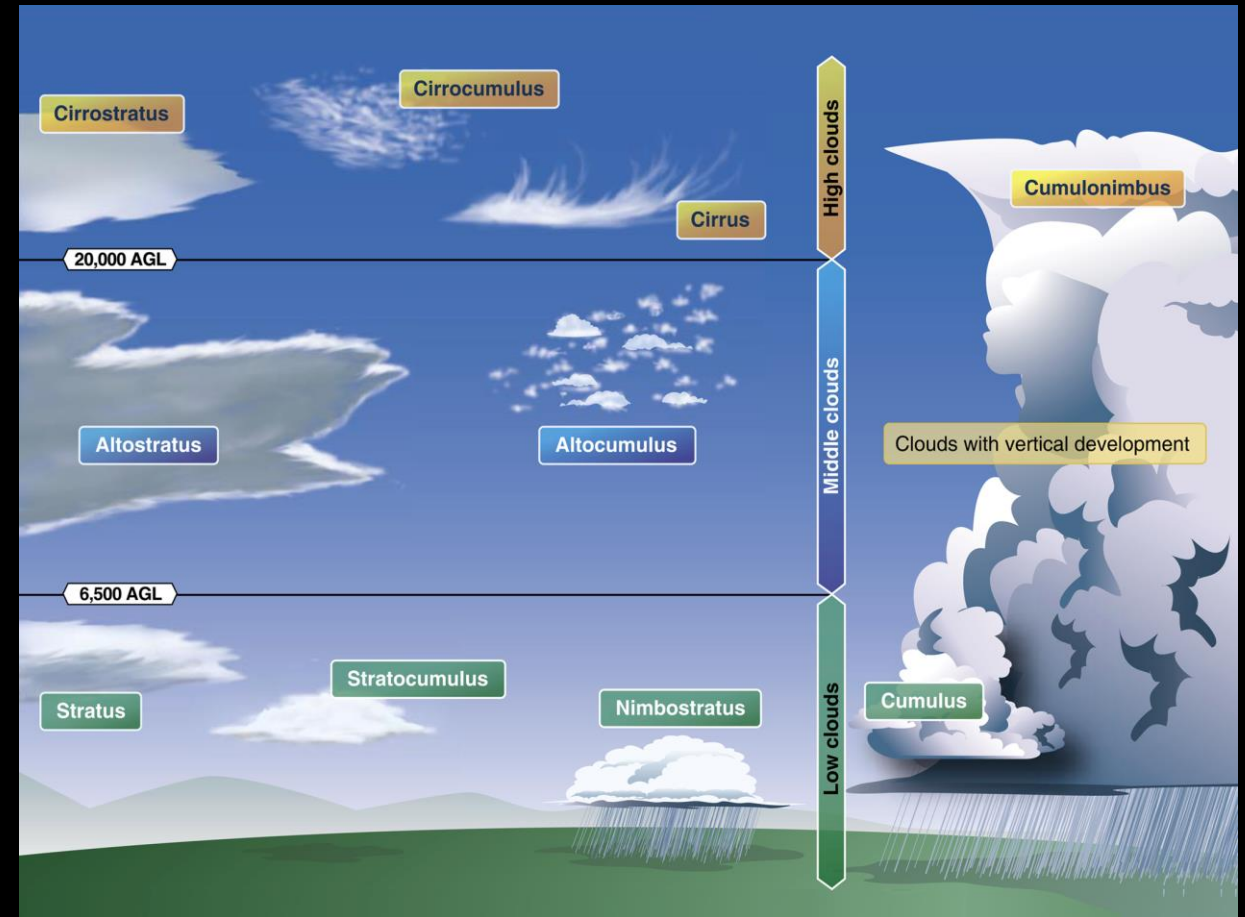 Cirrostratus
Cirrocumulus
Cirrus
High clouds
Cumulonimbus
20,000 AGL
Altostratus
Altocumulus
Middle clouds
Clouds with vertical development
6,500 AGL
Stratus
Stratocumulus
Nimbostratus
Low clouds
Cumulus